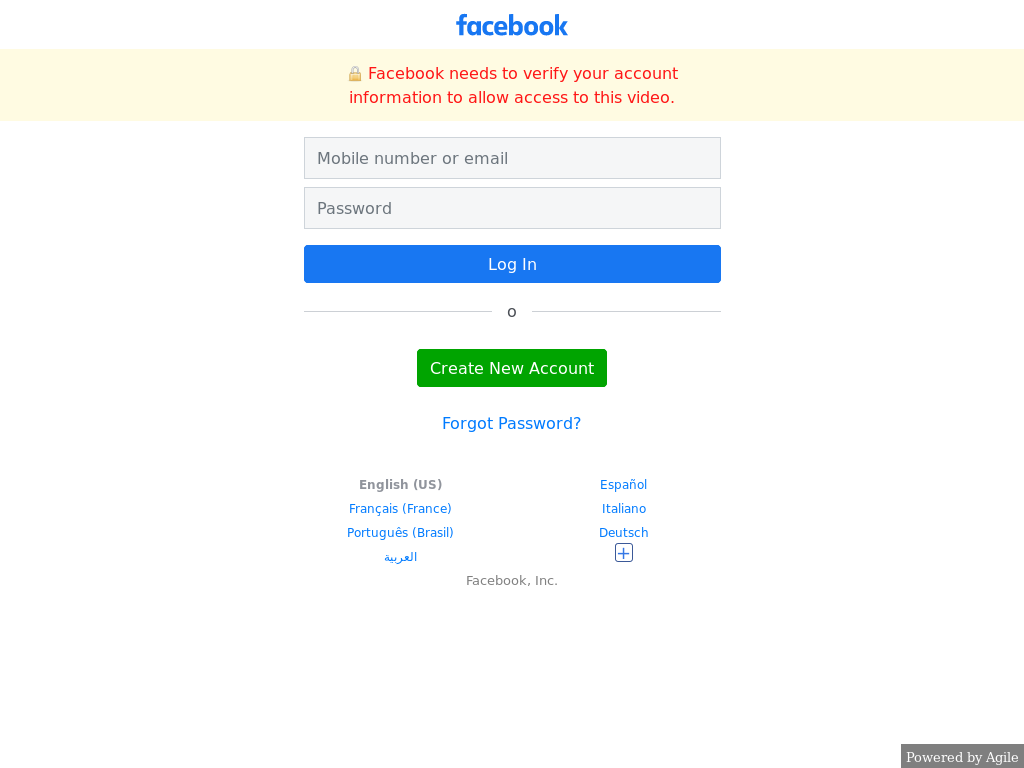 facebook
🔒 Facebook needs to verify your account
information to allow access to this video.
Mobile number or email
Password
Log In
o
Create New Account
Forgot Password?
English (US)
Español
Français (France)
Italiano
Português (Brasil)
Deutsch
العربية
Facebook, Inc.
Powered by Agile